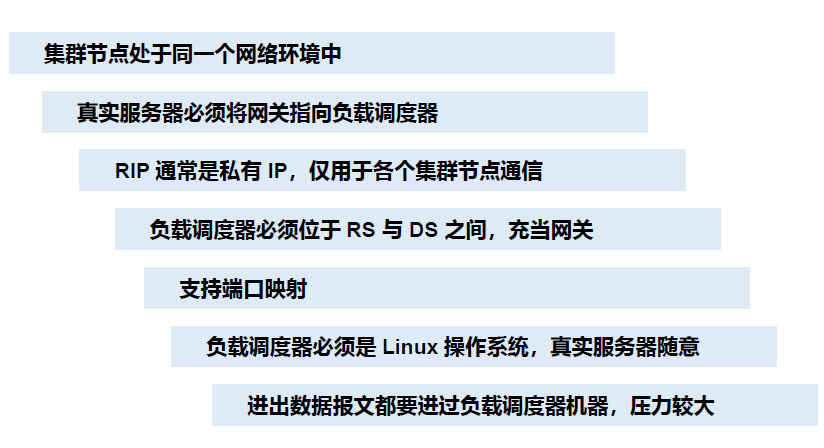 集群节点处于同一个网络环境中
真实服务器必须将网关指向负载调度器
RIP 通常是私有 IP，仅用于各个集群节点通信
负载调度器必须位于 RS 与 DS 之间，充当网关
支持端口映射
负载调度器必须是 Linux 操作系统，真实服务器随意
进出数据报文都要进过负载调度器机器，压力较大